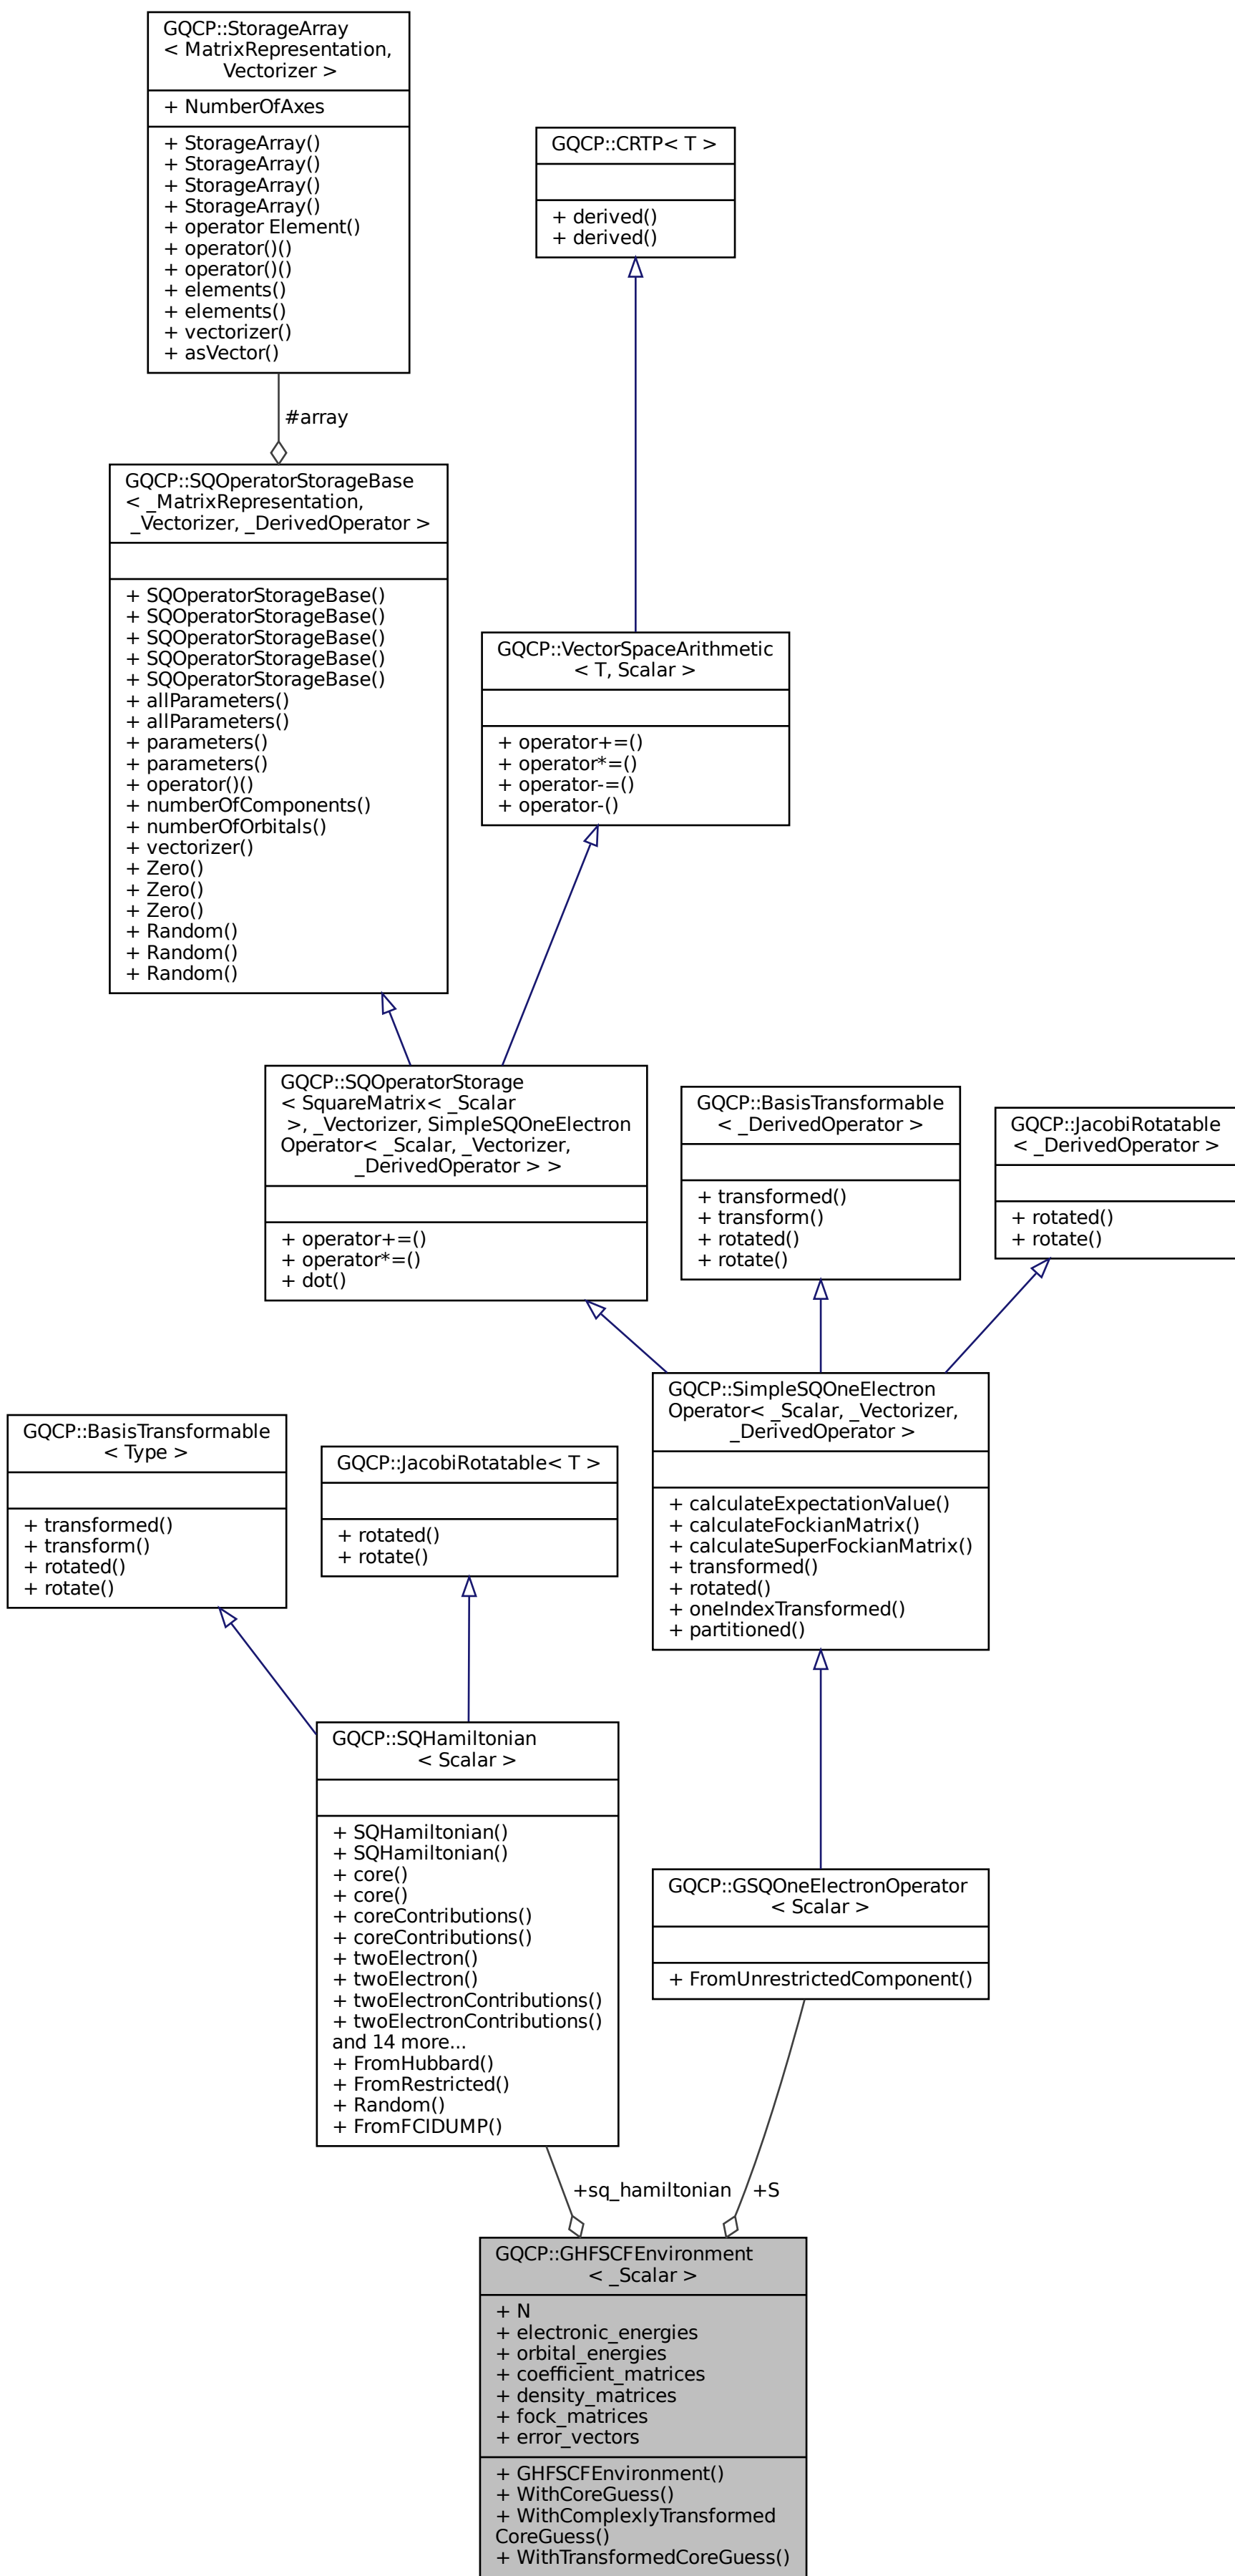 GQCP::StorageArray
< MatrixRepresentation,
Vectorizer >
+ NumberOfAxes
+ StorageArray()
+ StorageArray()
+ StorageArray()
+ StorageArray()
+ operator Element()
+ operator()()
+ operator()()
+ elements()
+ elements()
+ vectorizer()
+ asVector()
GQCP::CRTP< T >
+ derived()
+ derived()
#array
GQCP::SQOperatorStorageBase
< _MatrixRepresentation,
_Vectorizer, _DerivedOperator >
+ SQOperatorStorageBase()
+ SQOperatorStorageBase()
+ SQOperatorStorageBase()
+ SQOperatorStorageBase()
+ SQOperatorStorageBase()
+ allParameters()
+ allParameters()
+ parameters()
+ parameters()
+ operator()()
+ numberOfComponents()
+ numberOfOrbitals()
+ vectorizer()
+ Zero()
+ Zero()
+ Zero()
+ Random()
+ Random()
+ Random()
GQCP::VectorSpaceArithmetic
< T, Scalar >
+ operator+=()
+ operator*=()
+ operator-=()
+ operator-()
GQCP::SQOperatorStorage
< SquareMatrix< _Scalar
>, _Vectorizer, SimpleSQOneElectron
Operator< _Scalar, _Vectorizer,
_DerivedOperator > >
+ operator+=()
+ operator*=()
+ dot()
GQCP::BasisTransformable
< _DerivedOperator >
+ transformed()
+ transform()
+ rotated()
+ rotate()
GQCP::JacobiRotatable
< _DerivedOperator >
+ rotated()
+ rotate()
GQCP::SimpleSQOneElectron
Operator< _Scalar, _Vectorizer,
_DerivedOperator >
+ calculateExpectationValue()
+ calculateFockianMatrix()
+ calculateSuperFockianMatrix()
+ transformed()
+ rotated()
+ oneIndexTransformed()
+ partitioned()
GQCP::BasisTransformable
< Type >
+ transformed()
+ transform()
+ rotated()
+ rotate()
GQCP::JacobiRotatable< T >
+ rotated()
+ rotate()
GQCP::SQHamiltonian
< Scalar >
+ SQHamiltonian()
+ SQHamiltonian()
+ core()
+ core()
+ coreContributions()
+ coreContributions()
+ twoElectron()
+ twoElectron()
+ twoElectronContributions()
+ twoElectronContributions()
and 14 more...
+ FromHubbard()
+ FromRestricted()
+ Random()
+ FromFCIDUMP()
GQCP::GSQOneElectronOperator
< Scalar >
+ FromUnrestrictedComponent()
+sq_hamiltonian
+S
GQCP::GHFSCFEnvironment
< _Scalar >
+ N
+ electronic_energies
+ orbital_energies
+ coefficient_matrices
+ density_matrices
+ fock_matrices
+ error_vectors
+ GHFSCFEnvironment()
+ WithCoreGuess()
+ WithComplexlyTransformed
CoreGuess()
+ WithTransformedCoreGuess()